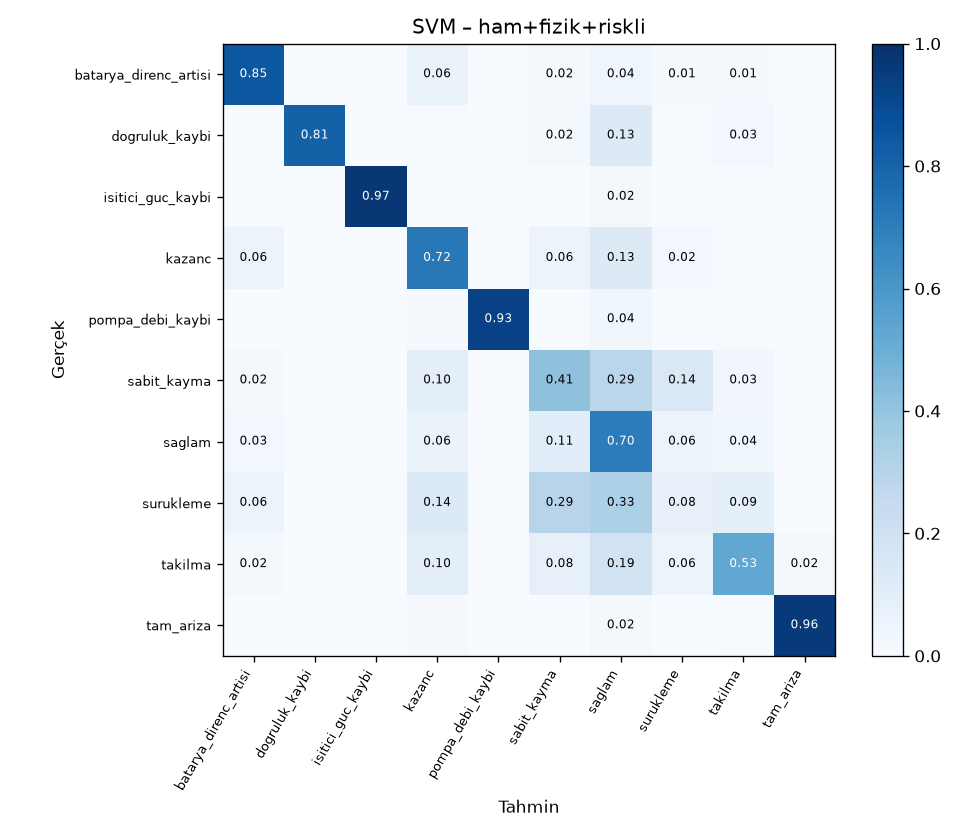 SVM – ham+fizik+riskli
Gerçek
batarya_direnc_artisi 0.85 0.06 0.02 0.04 0.01 0.01
dogruluk_kaybi 0.81 0.02 0.13 0.03
isitici_guc_kaybi 0.97 0.02
kazanc 0.06 0.72 0.06 0.13 0.02
pompa_debi_kaybi 0.93 0.04
sabit_kayma 0.02 0.10 0.41 0.29 0.14 0.03
saglam 0.03 0.06 0.11 0.70 0.06 0.04
surukleme 0.06 0.14 0.29 0.33 0.08 0.09
takilma 0.02 0.10 0.08 0.19 0.06 0.53 0.02
tam_ariza 0.02 0.96
batarya_direnc_artisi dogruluk_kaybi isitici_guc_kaybi kazanc pompa_debi_kaybi sabit_kayma saglam surukleme takilma tam_ariza
Tahmin
1.0
0.8
0.6
0.4
0.2
0.0